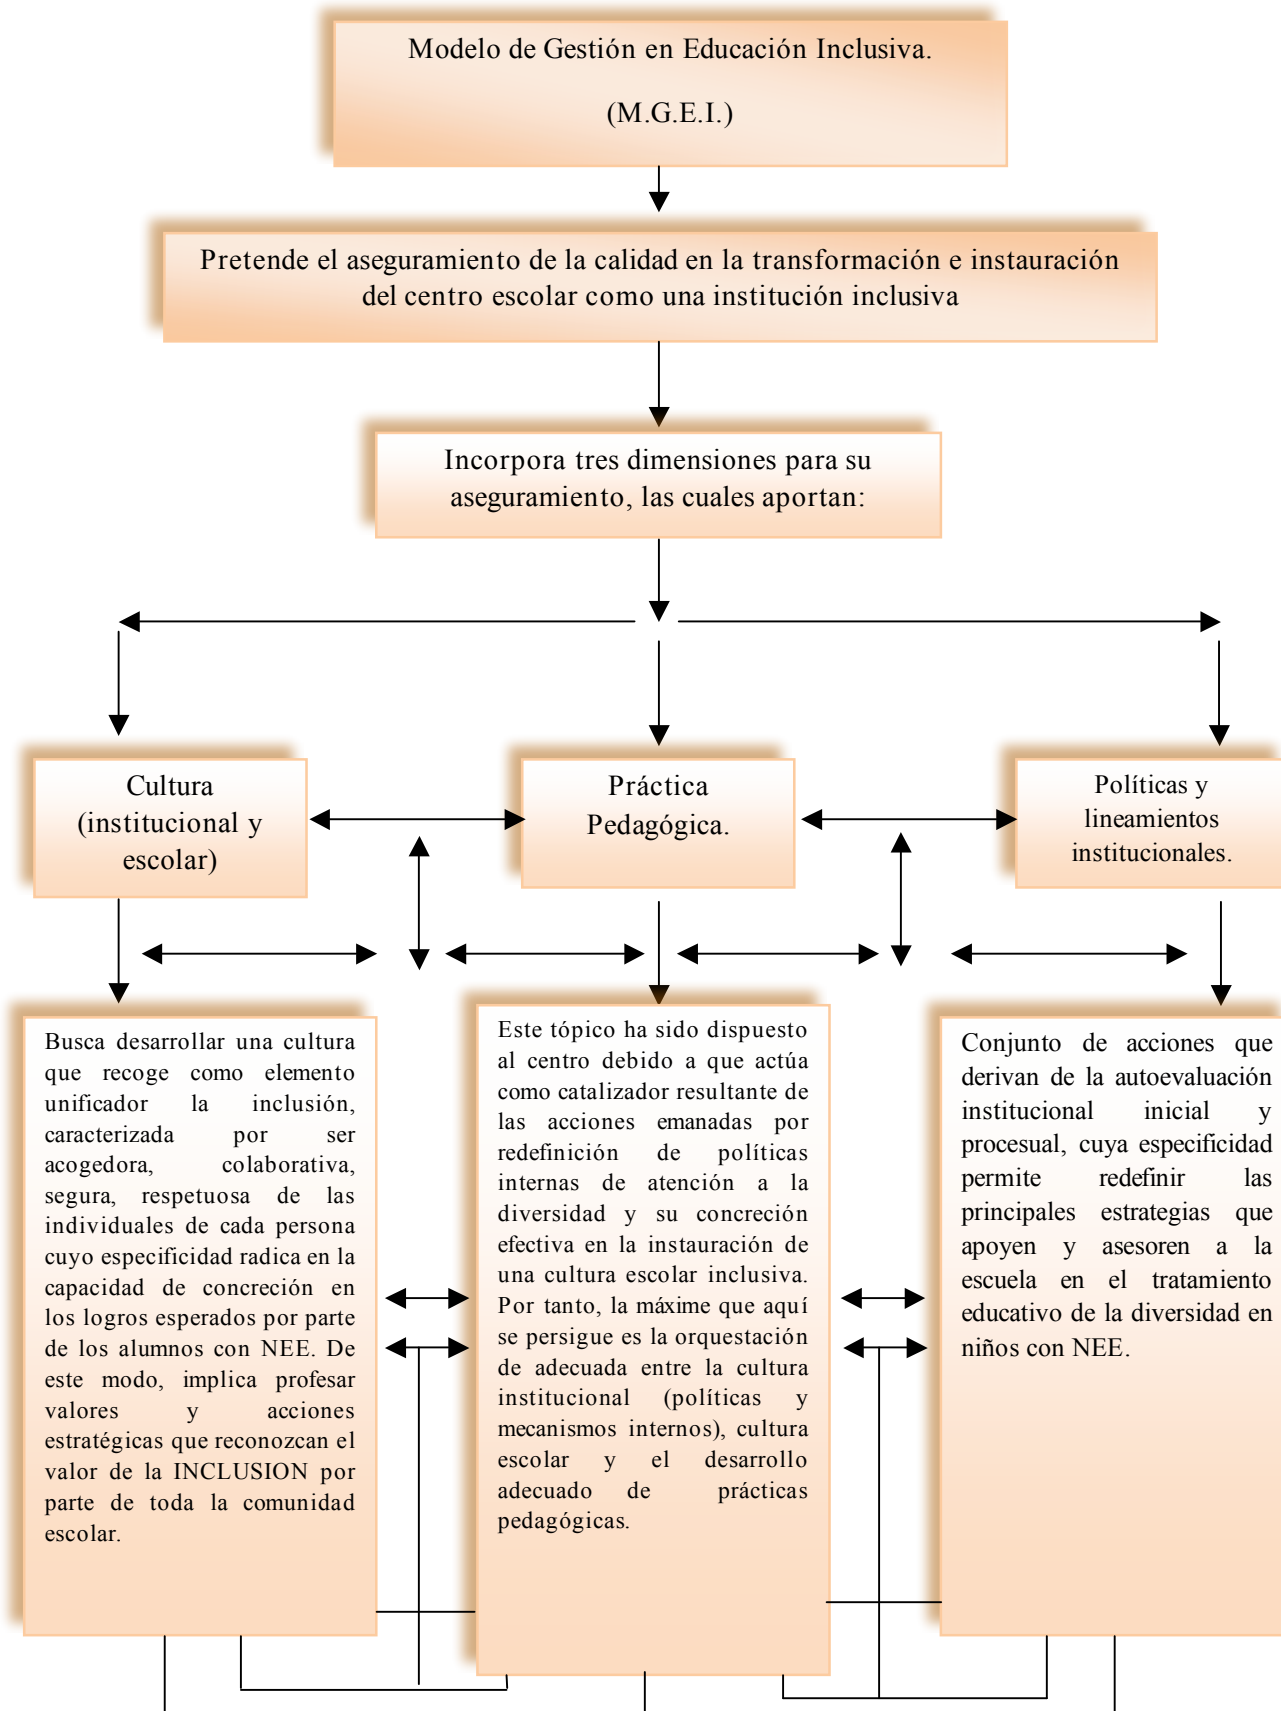 Modelo de Gestión en Educación Inclusiva.
(M.G.E.I.)
Pretende el aseguramiento de la calidad en la transformación e instauración
del centro escolar como una institución inclusiva
Incorpora tres dimensiones para su
aseguramiento, las cuales aportan:
Cultura
(institucional y
escolar)
Práctica
Pedagógica.
Políticas y
lineamientos
institucionales.
Busca desarrollar una cultura
que recoge como elemento
unificador la inclusión,
caracterizada por ser
acogedora, colaborativa,
segura, respetuosa de las
individuales de cada persona
cuyo especificidad radica en la
capacidad de concreción en
los logros esperados por parte
de los alumnos con NEE. De
este modo, implica profesar
valores y acciones
estratégicas que reconozcan el
valor de la INCLUSION por
parte de toda la comunidad
escolar.
Este tópico ha sido dispuesto
al centro debido a que actúa
como catalizador resultante de
las acciones emanadas por
redefinición de políticas
internas de atención a la
diversidad y su concreción
efectiva en la instauración de
una cultura escolar inclusiva.
Por tanto, la máxime que aquí
se persigue es la orquestación
de adecuada entre la cultura
institucional (políticas y
mecanismos internos), cultura
escolar y el desarrollo
adecuado de prácticas
pedagógicas.
Conjunto de acciones que
derivan de la autoevaluación
institucional inicial y
procesual, cuya especificidad
permite redefinir las
principales estrategias que
apoyen y asesoren a la
escuela en el tratamiento
educativo de la diversidad en
niños con NEE.